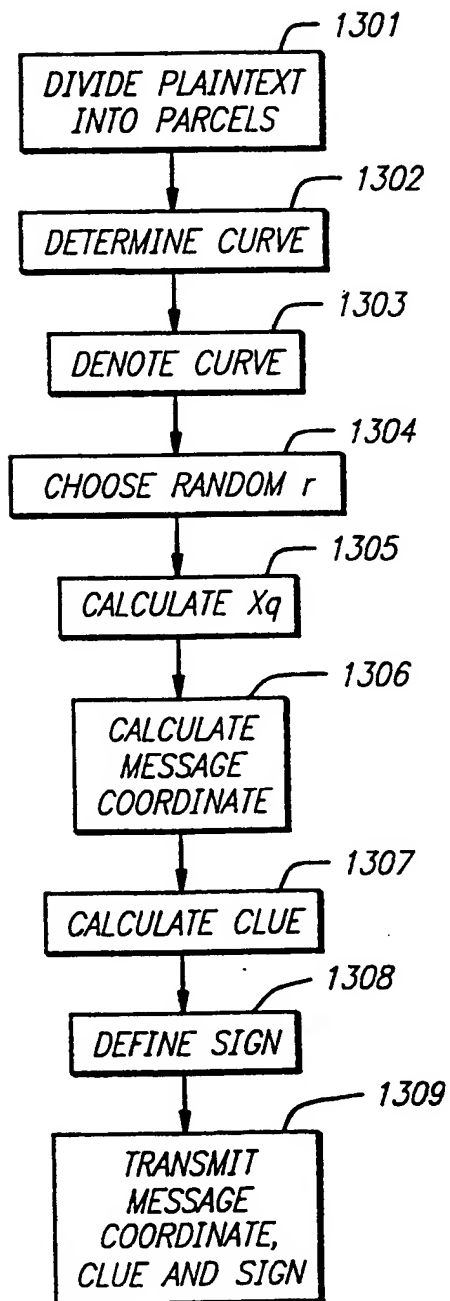 1301
DIVIDE PLAINTEXT
INTO PARCELS
1302
DETERMINE CURVE
1303
DENOTE CURVE
1304
CHOOSE RANDOM r
1305
CALCULATE Xq
1306
CALCULATE
MESSAGE
COORDINATE
1307
CALCULATE CLUE
1308
DEFINE SIGN
1309
TRANSMIT
MESSAGE
COORDINATE,
CLUE AND SIGN